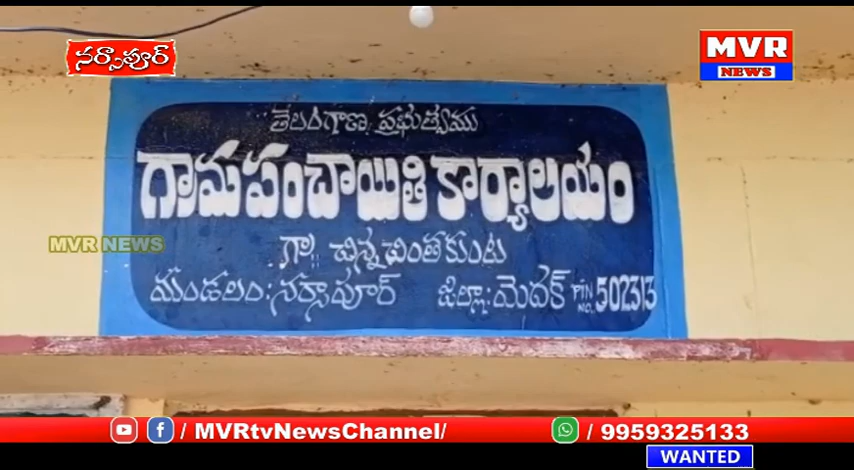 నర్సాపూర్
MVR
NEWS
తెలంగాణ ప్రభుత్వము
గ్రామపంచాయితి కార్యాలయం
MVR NEWS
గ్రా: చిన్నచింతకుంట
మండలం: నర్సాపూర్ జిల్లా: మెదక్ PIN NO. 502313
/ MVRtvNewsChannel/ / 9959325133
WANTED